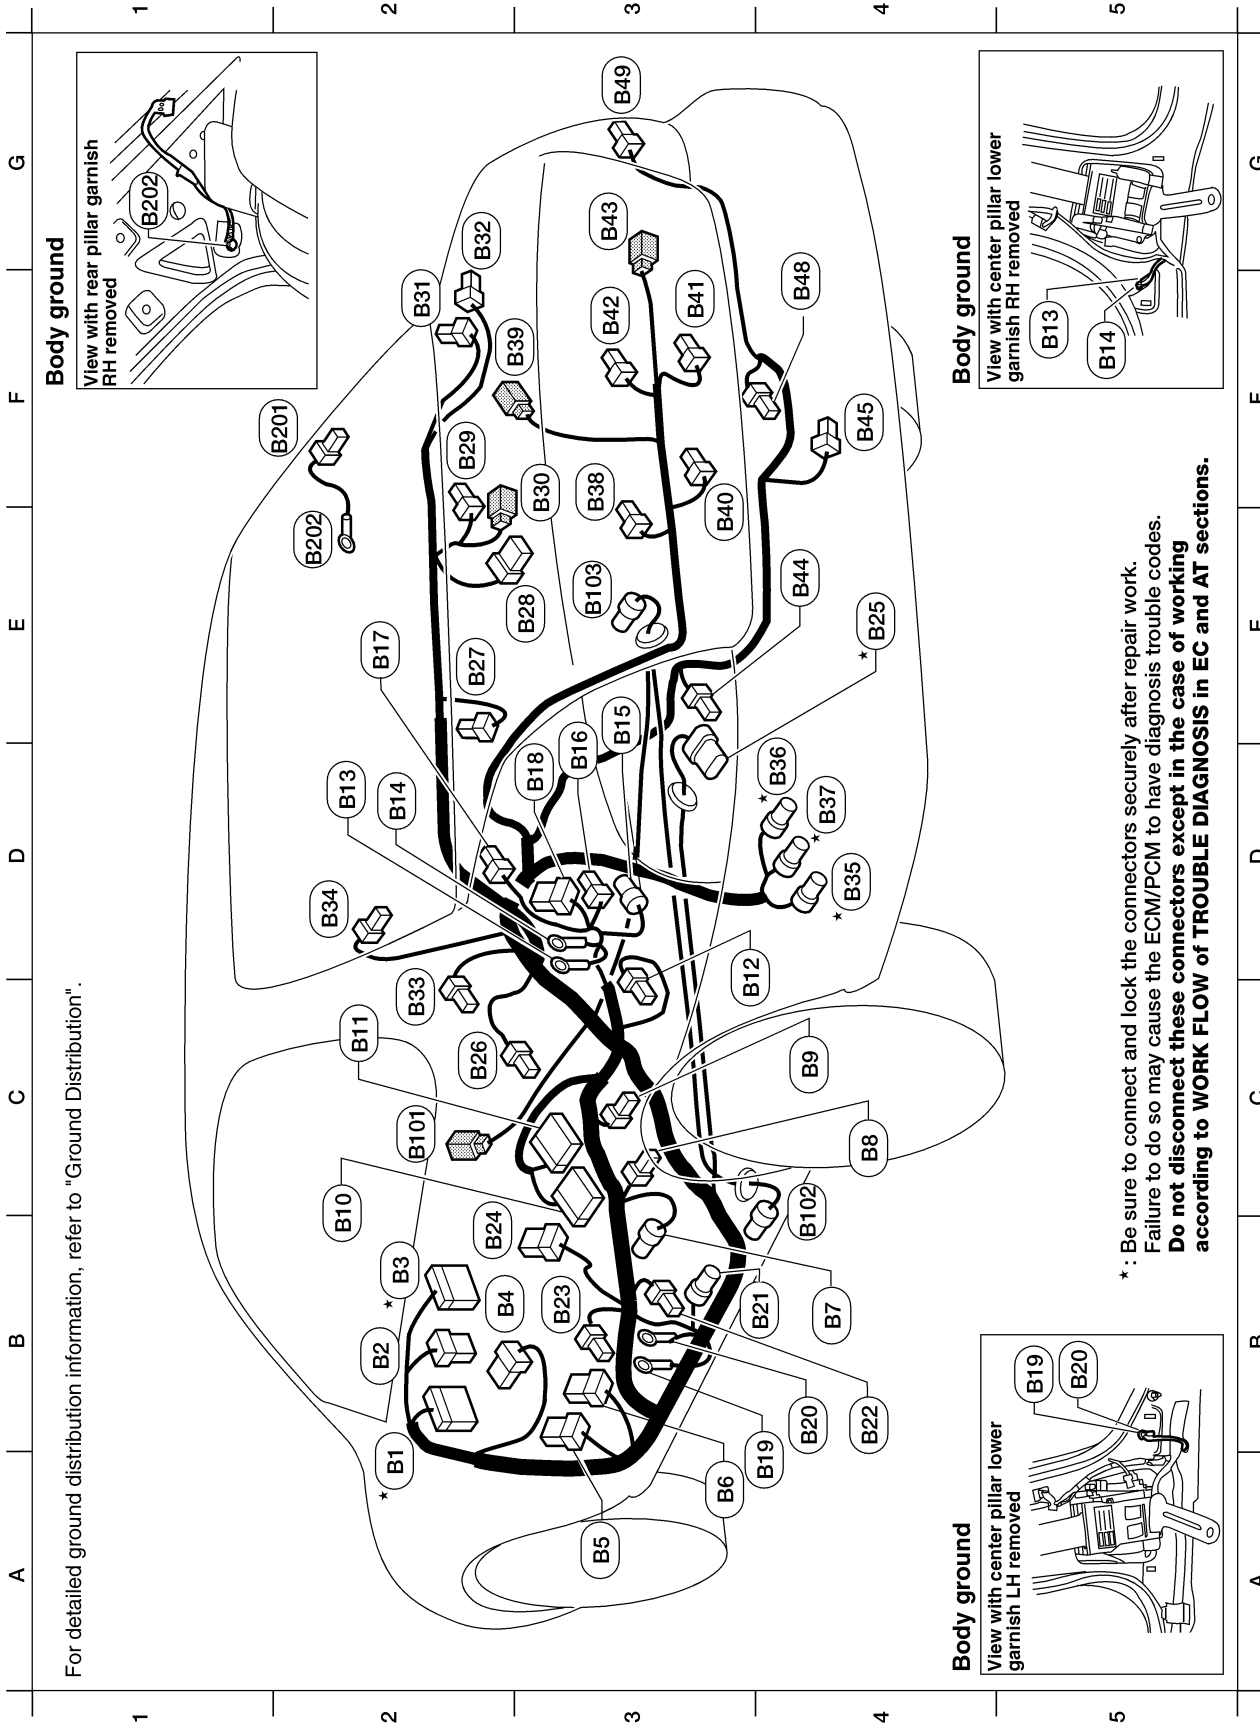 1 2 3 4 5
G
F
E
D
C
B
A
For detailed ground distribution information, refer to "Ground Distribution".
Body ground
View with rear pillar garnish
RH removed
B202
B201
B202
B31
B32
B49
B43
B39
B42
B41
B48
B29
B30
B38
B40
B45
B28
B103
B44
B17
B27
★
B25
B13
B14
B18
B16
B15
★
B36
B37
★
B35
★
B34
B33
B12
B11
B26
B9
B101
B8
B10
B24
B102
★
B3
B4
B23
B21
B7
B2
B20
B22
B19
B1
★
B6
B5
Body ground
View with center pillar lower
garnish RH removed
B13
B14
★ : Be sure to connect and lock the connectors securely after repair work.
Failure to do so may cause the ECM/PCM to have diagnosis trouble codes.
Do not disconnect these connectors except in the case of working
according to WORK FLOW of TROUBLE DIAGNOSIS in EC and AT sections.
Body ground
View with center pillar lower
garnish LH removed
B19
B20
1 2 3 4 5
G
F
E
D
C
B
A